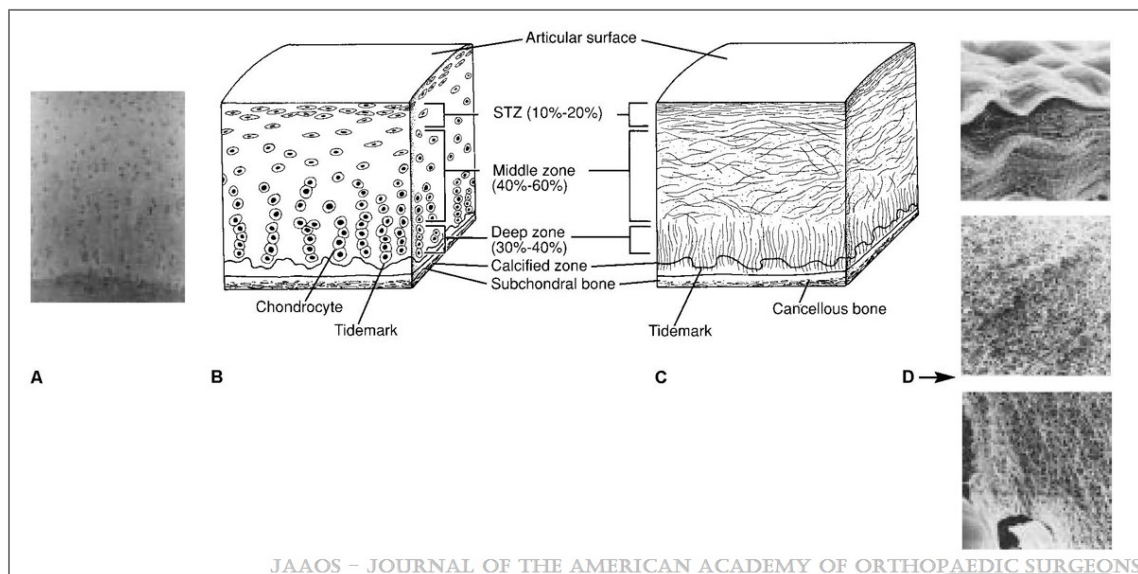 Articular surface
STZ (10%-20%)
Middle zone
(40%-60%)
Deep zone
(30%-40%)
Calcified zone
Subchondral bone
Chondrocyte
Tidemark
Tidemark
Cancellous bone
A
B
C
D
JAAOS – JOURNAL OF THE AMERICAN ACADEMY OF ORTHOPAEDIC SURGEONS